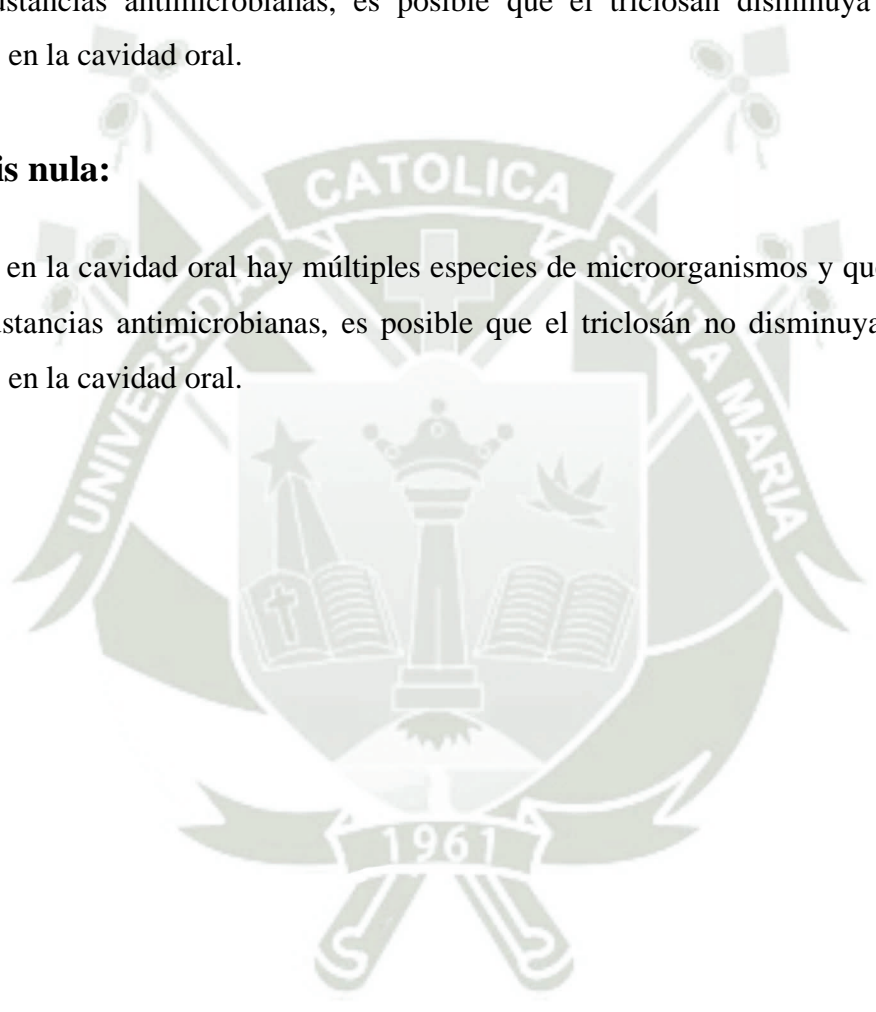 ustancias antimicrobianas, es posible que el triclosán disminuya
en la cavidad oral.
is nula:
en la cavidad oral hay múltiples especies de microorganismos y que
ustancias antimicrobianas, es posible que el triclosán no disminuya
en la cavidad oral.
UNIVERSIDAD CATOLICA SANTA MARIA
1961